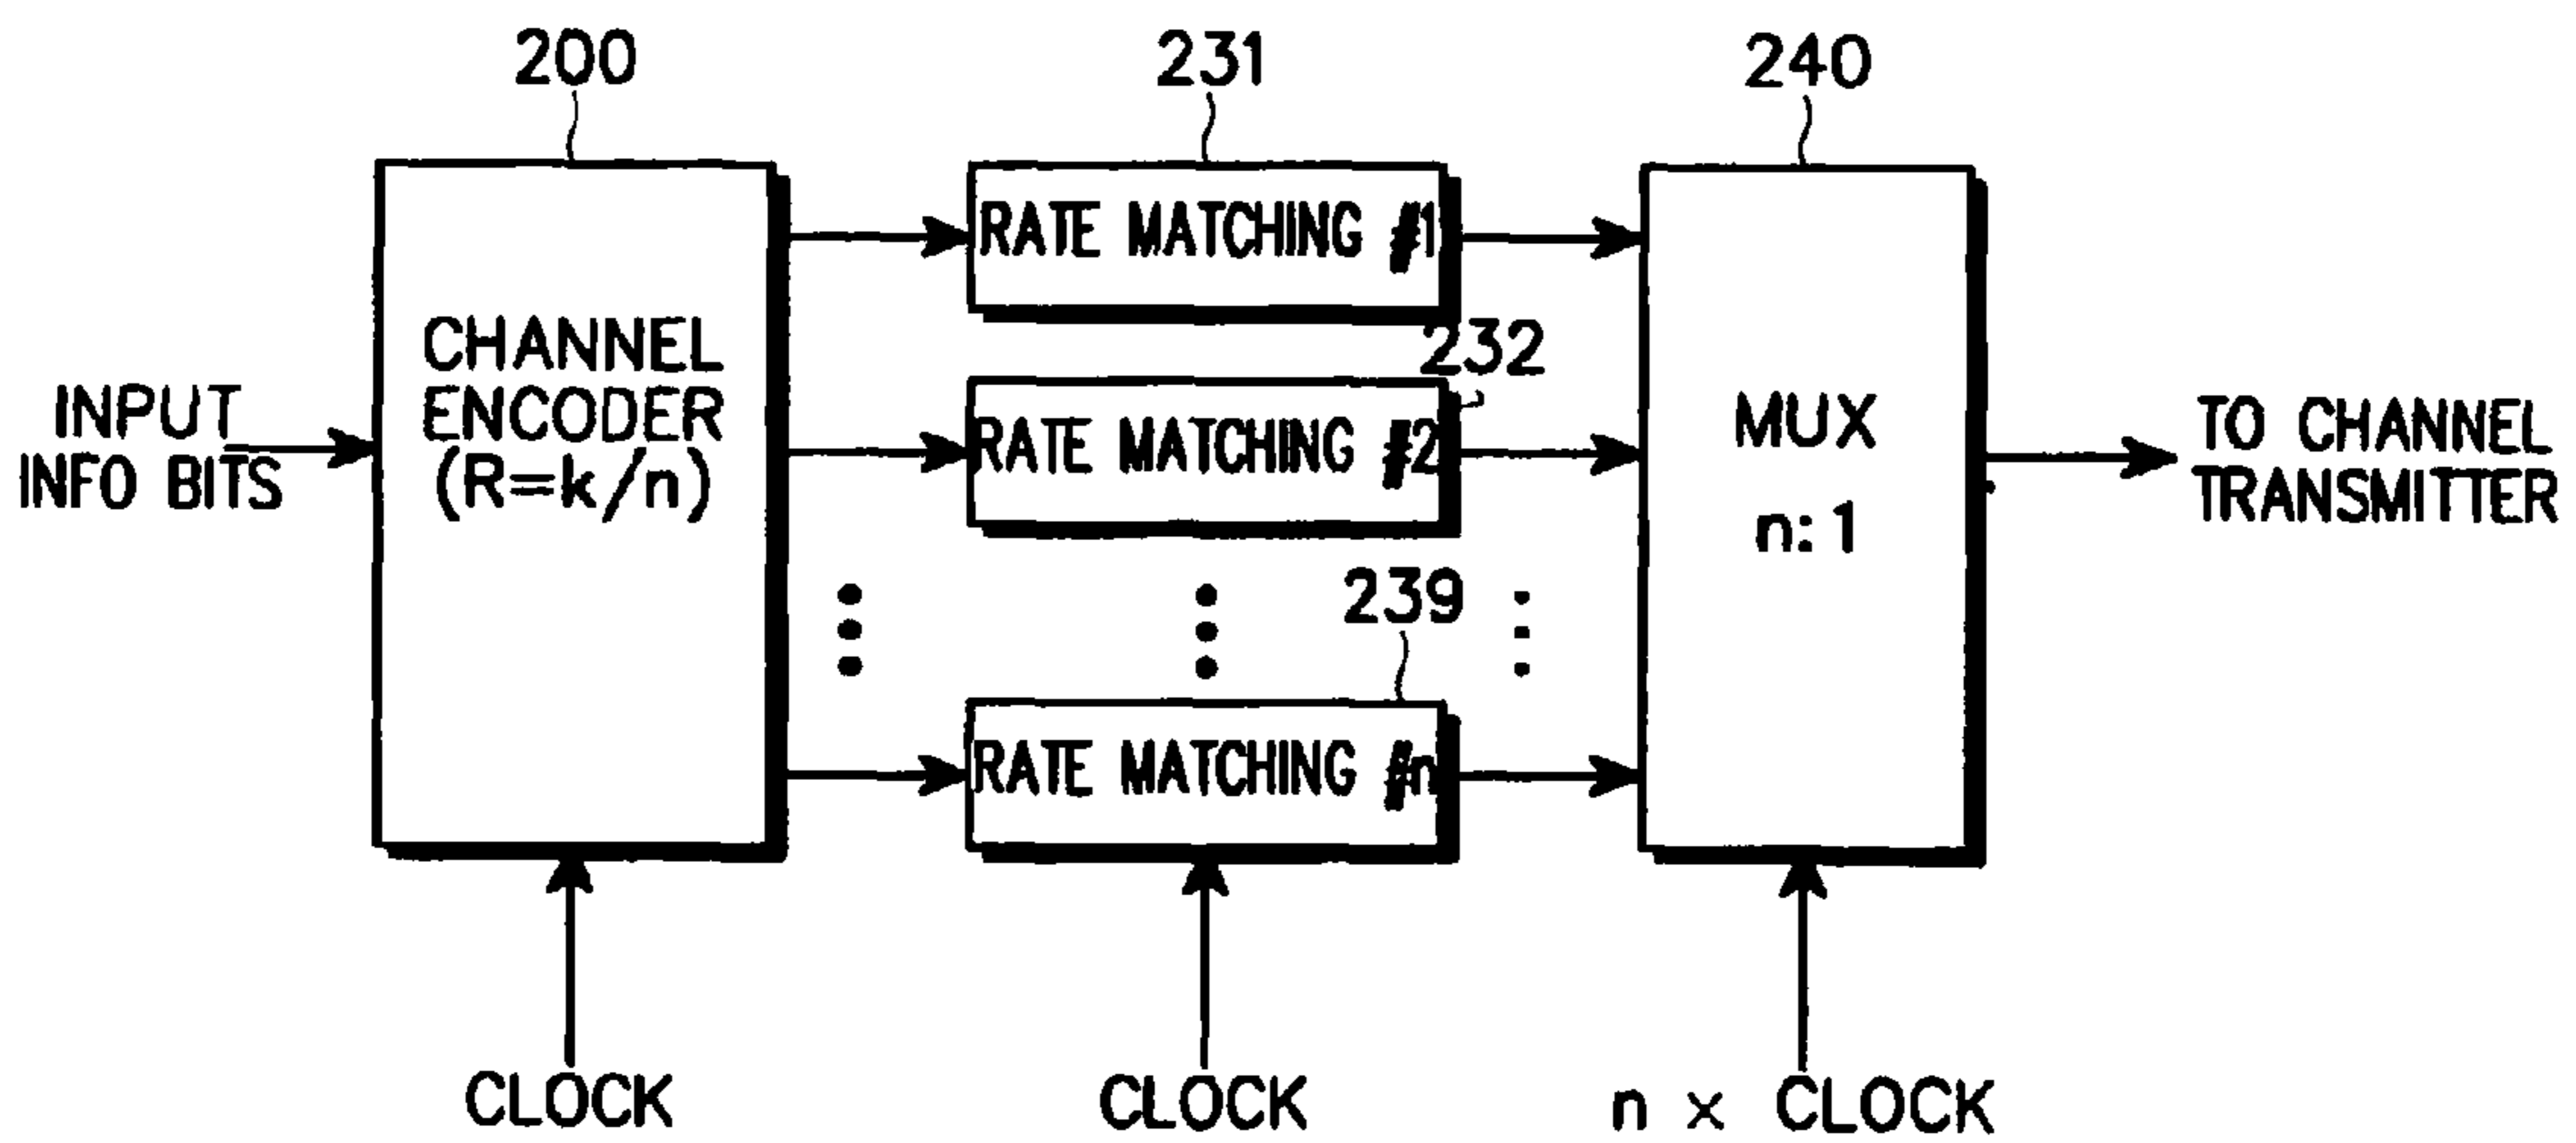 200
231
240
RATE MATCHING #1
232
CHANNEL
ENCODER
(R=k/n)
INPUT
INFO BITS
RATE MATCHING #2
MUX
n:1
TO CHANNEL
TRANSMITTER
239
RATE MATCHING #n
CLOCK
CLOCK
n x CLOCK